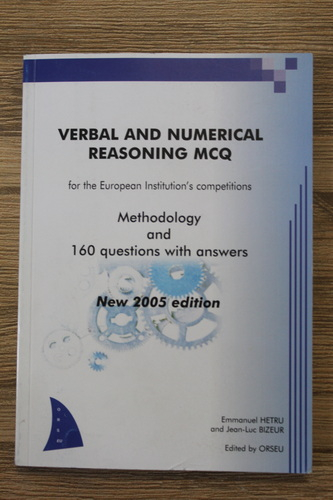 VERBAL AND NUMERICAL
REASONING MCQ
for the European Institution's competitions
Methodology
and
160 questions with answers
New 2005 edition
Emmanuel HETRU
and Jean-Luc BIZEUR
Edited by ORSEU